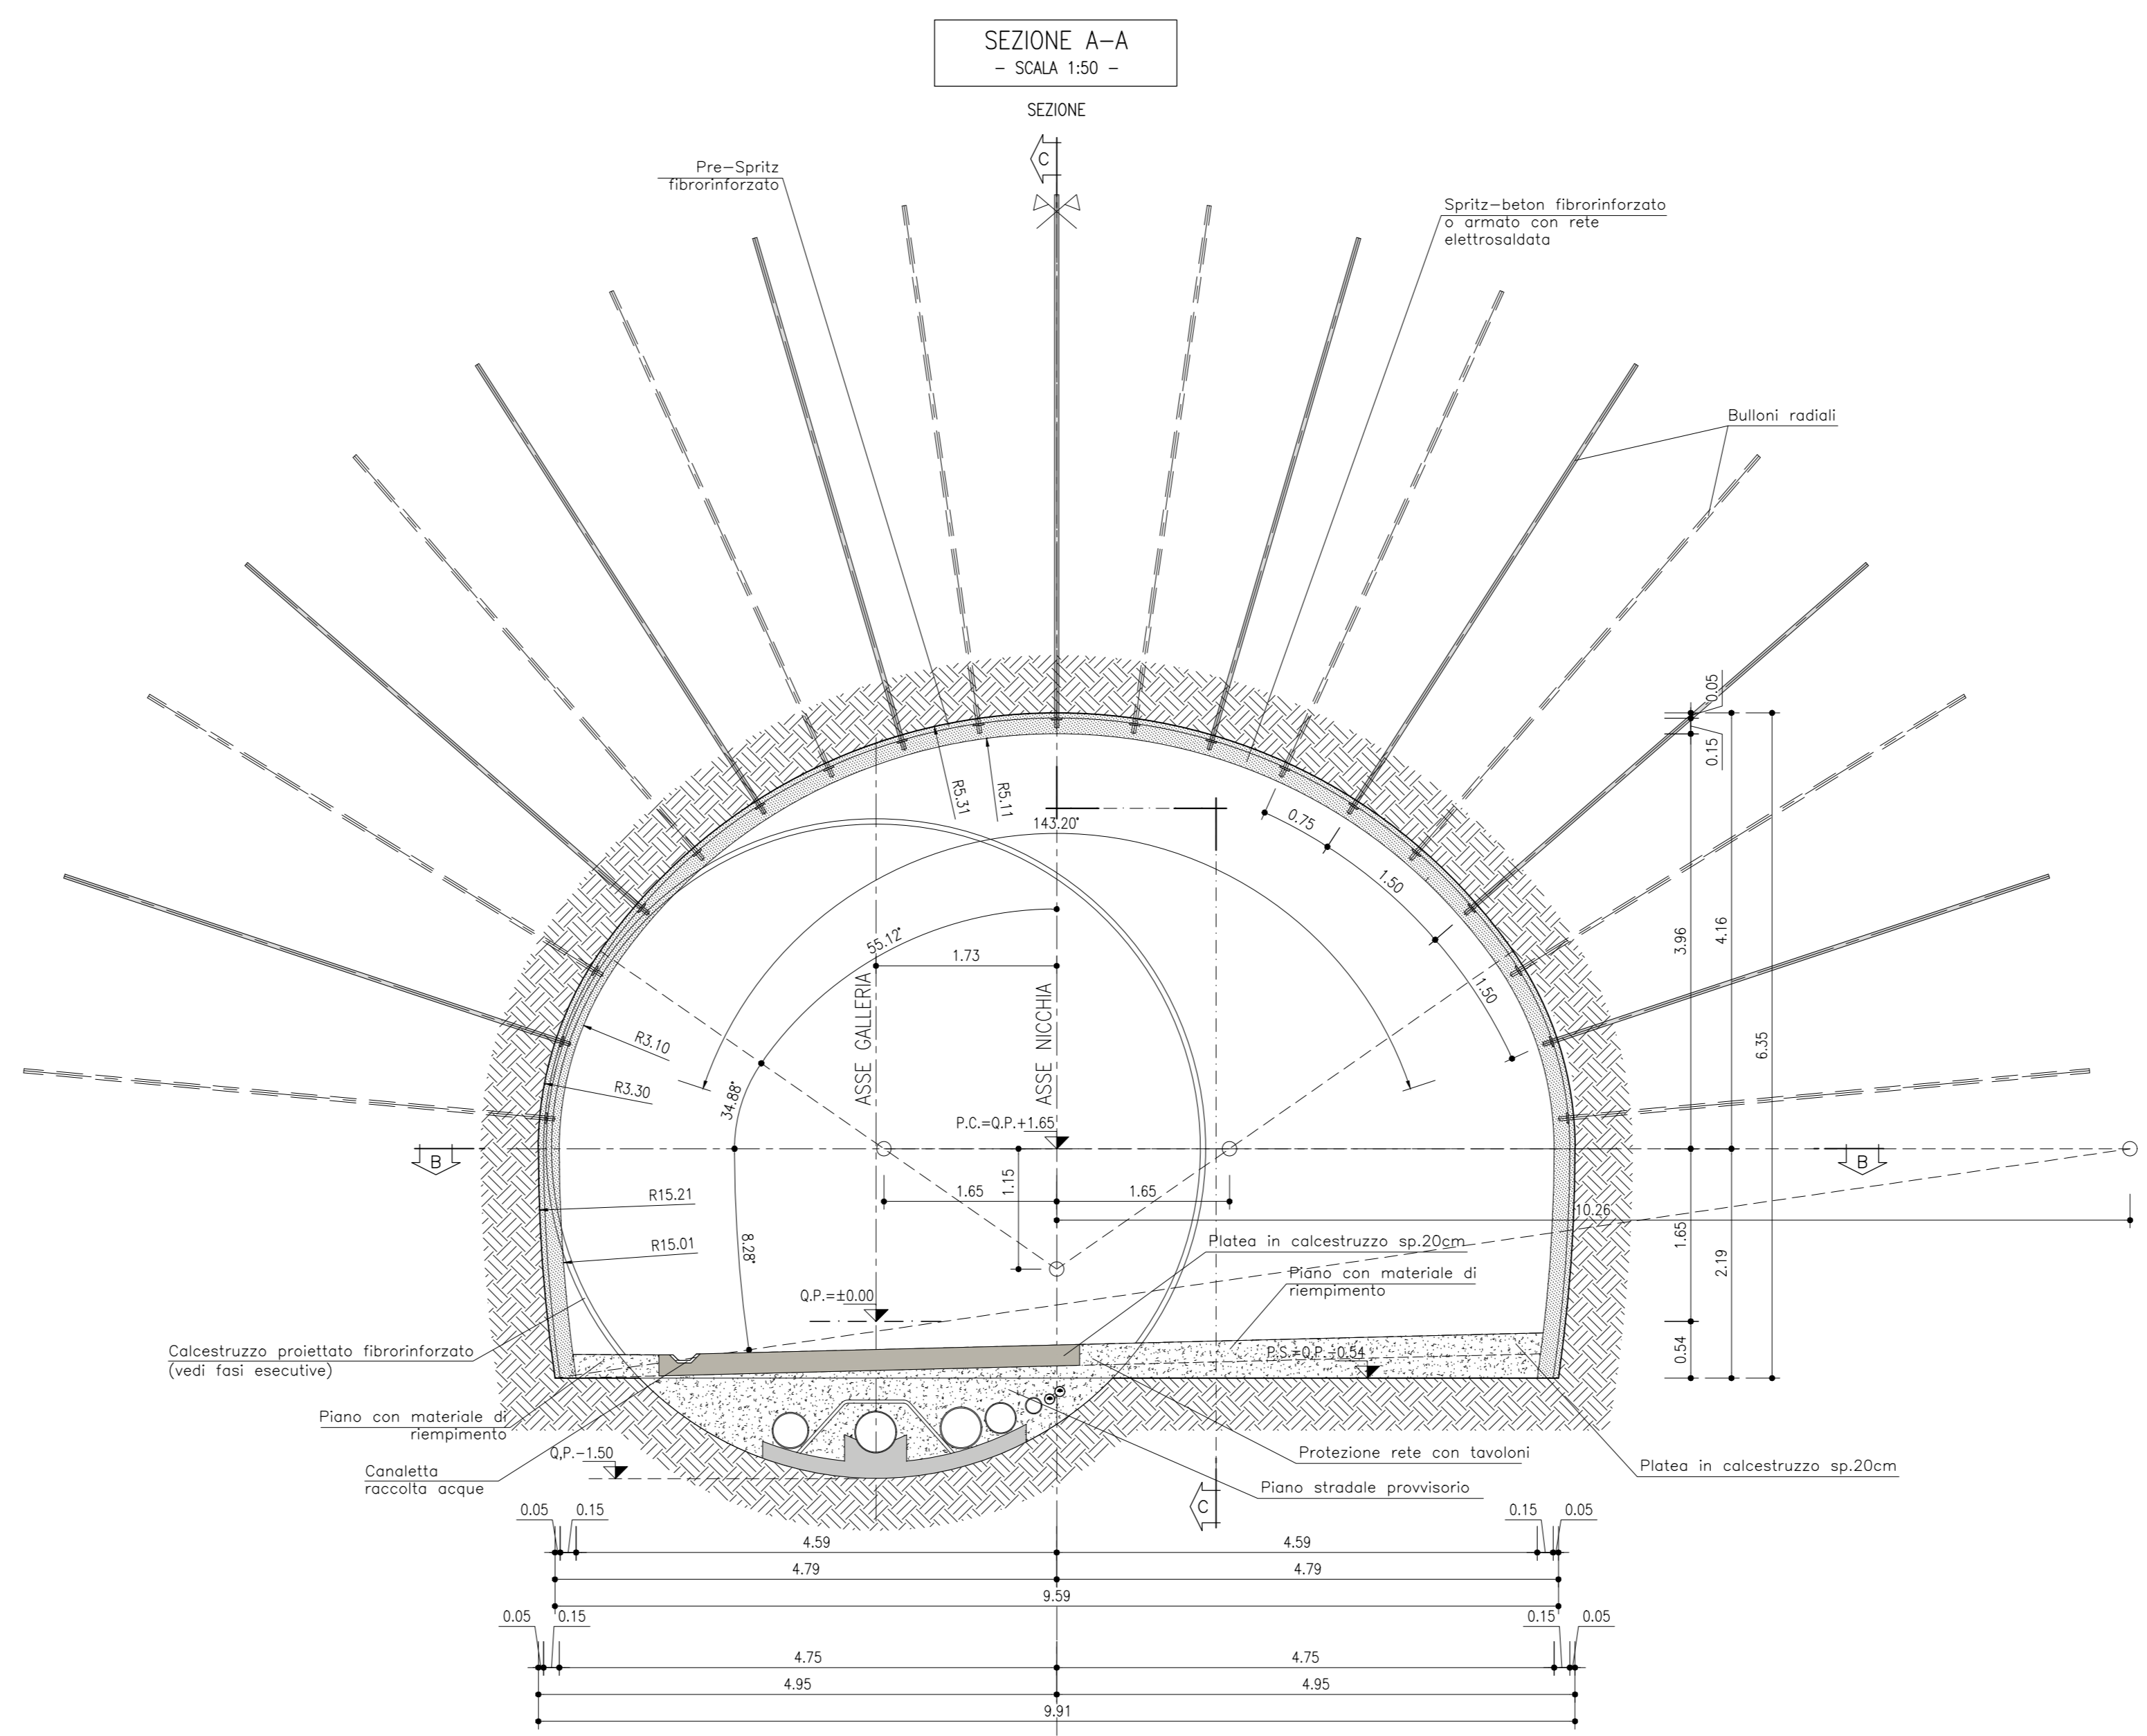 SEZIONE A-A
- SCALA 1:50 -
SEZIONE
C
Pre-Spritz
fibrorinforzato
Spritz-beton fibrorinforzato
o armato con rete
elettrosaldata
Bulloni radiali
0.05
0.15
R5.31
R5.11
143.20°
0.75
1.50
1.50
3.96
4.16
6.35
55.12°
1.73
ASSE GALLERIA
ASSE NICCHIA
R3.10
R3.30
34.88°
P.C.=Q.P.+1.65
B
B
1.15
1.65
1.65
R15.21
10.26
R15.01
8.28°
1.65
2.19
Platea in calcestruzzo sp.20cm
Piano con materiale di
riempimento
Q.P.=±0.00
Calcestruzzo proiettato fibrorinforzato
(vedi fasi esecutive)
P.S.=Q.P.-0.54
0.54
Piano con materiale di
riempimento
Q,P.-1.50
Protezione rete con tavoloni
Platea in calcestruzzo sp.20cm
Canaletta
raccolta acque
Piano stradale provvisorio
C
0.05
0.15
0.15
0.05
4.59
4.59
4.79
4.79
9.59
0.05
0.15
0.15
0.05
4.75
4.75
4.95
4.95
9.91